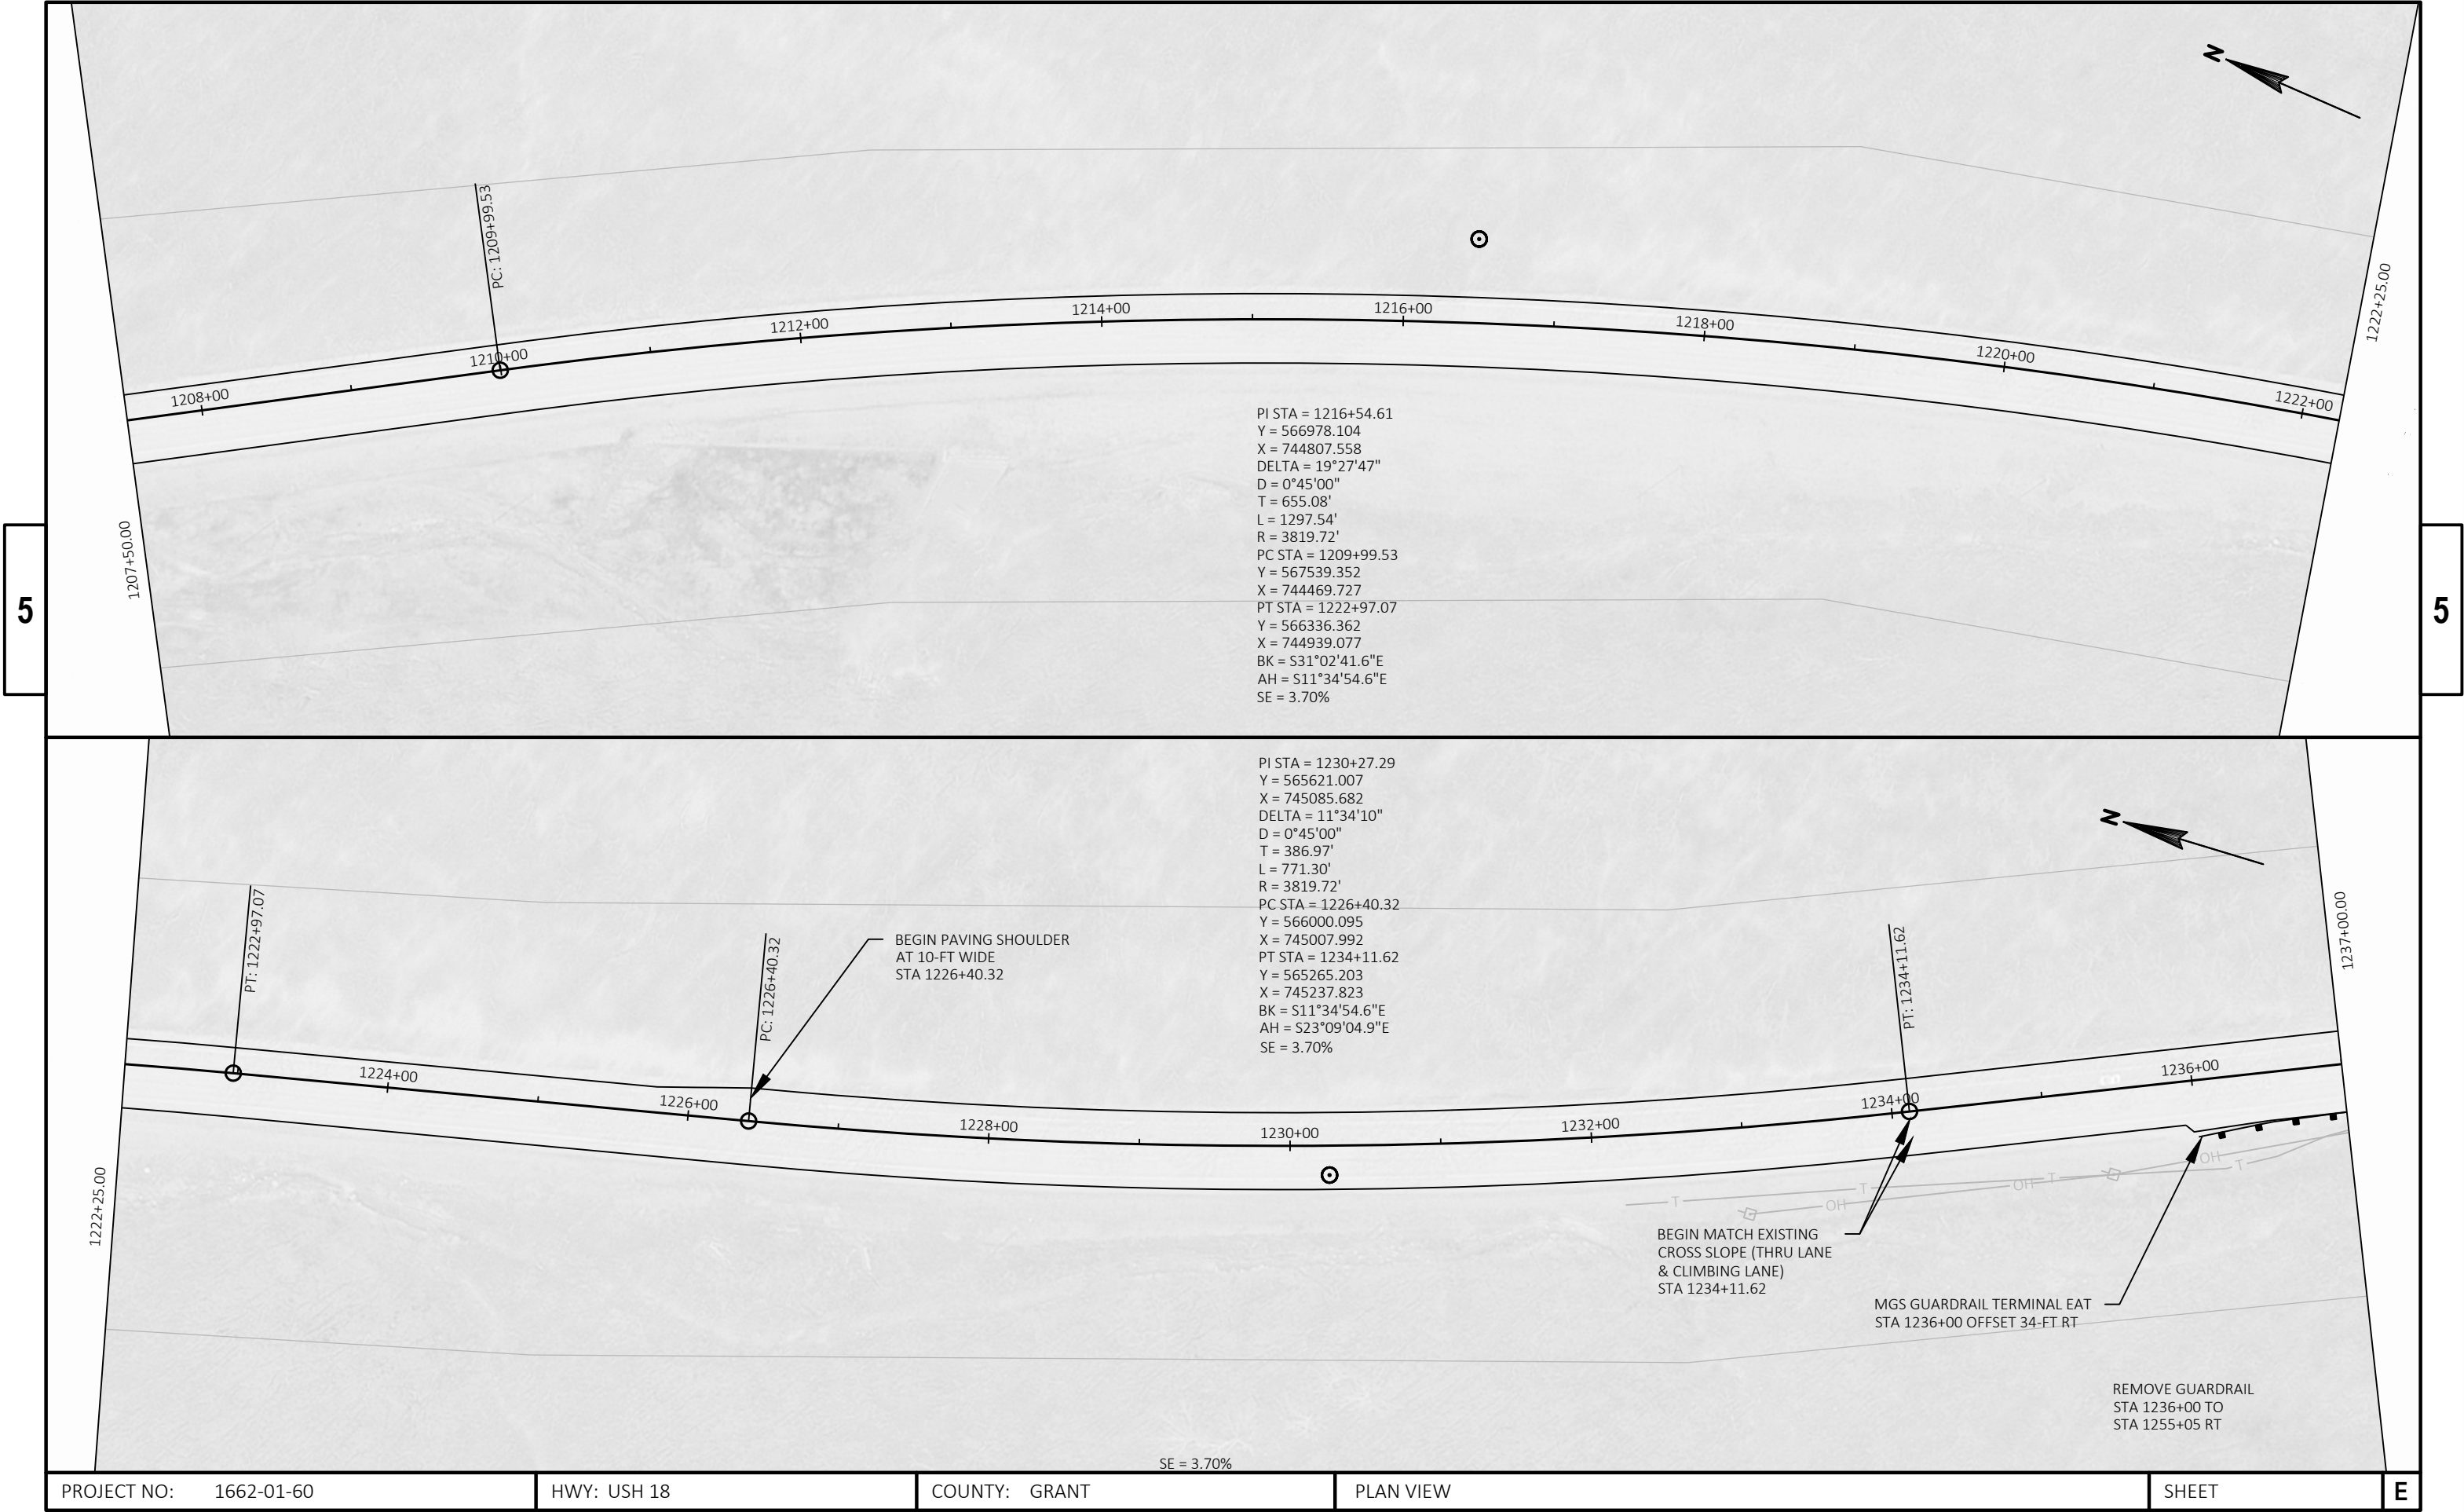 N
PC: 1209+99.53
1208+00
1210+00
1212+00
1214+00
1216+00
1218+00
1220+00
1222+00
1222+25.00
1207+50.00
PI STA = 1216+54.61
Y = 566978.104
X = 744807.558
DELTA = 19°27'47"
D = 0°45'00"
T = 655.08'
L = 1297.54'
R = 3819.72'
PC STA = 1209+99.53
Y = 567539.352
X = 744469.727
PT STA = 1222+97.07
Y = 566336.362
X = 744939.077
BK = S31°02'41.6"E
AH = S11°34'54.6"E
SE = 3.70%
5
5
PI STA = 1230+27.29
Y = 565621.007
X = 745085.682
DELTA = 11°34'10"
D = 0°45'00"
T = 386.97'
L = 771.30'
R = 3819.72'
PC STA = 1226+40.32
Y = 566000.095
X = 745007.992
PT STA = 1234+11.62
Y = 565265.203
X = 745237.823
BK = S11°34'54.6"E
AH = S23°09'04.9"E
SE = 3.70%
N
PT: 1222+97.07
PC: 1226+40.32
BEGIN PAVING SHOULDER
AT 10-FT WIDE
STA 1226+40.32
PT: 1234+11.62
1237+00.00
1224+00
1226+00
1228+00
1230+00
1232+00
1234+00
1236+00
1222+25.00
T
T
T
T
OH
OH
OH
BEGIN MATCH EXISTING
CROSS SLOPE (THRU LANE
& CLIMBING LANE)
STA 1234+11.62
MGS GUARDRAIL TERMINAL EAT
STA 1236+00 OFFSET 34-FT RT
REMOVE GUARDRAIL
STA 1236+00 TO
STA 1255+05 RT
SE = 3.70%
PROJECT NO: 1662-01-60
HWY: USH 18
COUNTY: GRANT
PLAN VIEW
SHEET
E